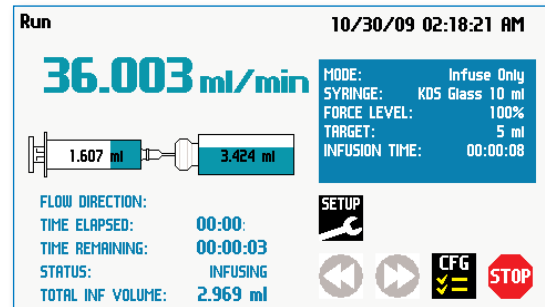 Run
10/30/09 02:18:21 AM
36.003 ml/min
MODE: Infuse Only
SYRINGE: KDS Glass 10 ml
FORCE LEVEL: 100%
TARGET: 5 ml
INFUSION TIME: 00:00:08
1.607 ml
3.424 ml
FLOW DIRECTION:
TIME ELAPSED: 00:00:
TIME REMAINING: 00:00:03
STATUS: INFUSING
TOTAL INF VOLUME: 2.969 ml
SETUP
CFG
STOP